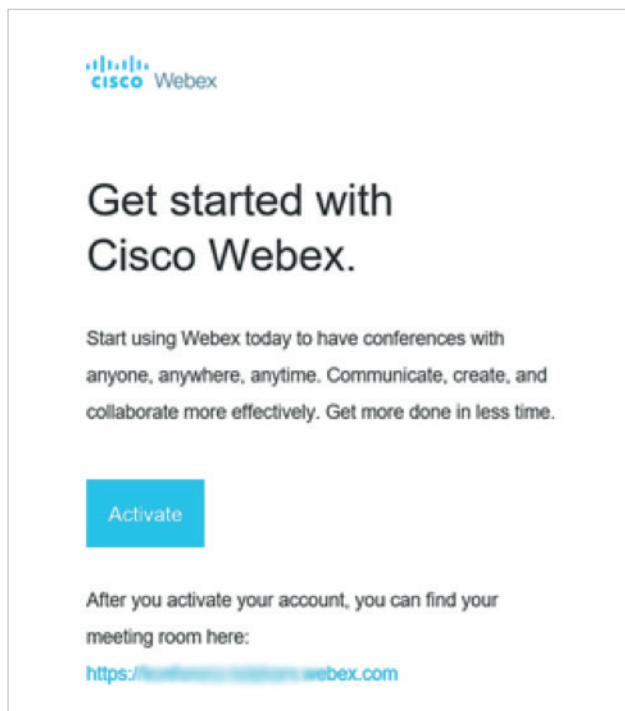 CISCO Webex
Get started with
Cisco Webex.
Start using Webex today to have conferences with
anyone, anywhere, anytime. Communicate, create, and
collaborate more effectively. Get more done in less time.
Activate
After you activate your account, you can find your
meeting room here:
https:/ webex.com